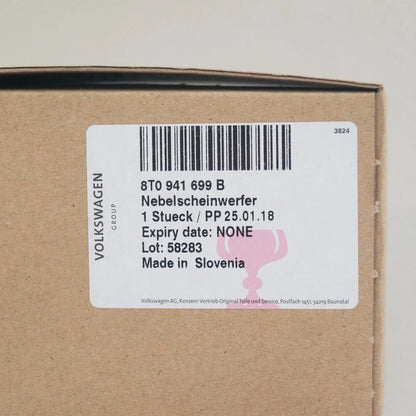 3824
VOLKSWAGEN
GROUP
8T0 941 699 B
Nebelscheinwerfer
1 Stueck / PP 25.01.18
Expiry date: NONE
Lot: 58283
Made in Slovenia
Volkswagen AG, Konzern Vertrieb Original Teile und Service, Postfach 1451, 34219 Baunatal